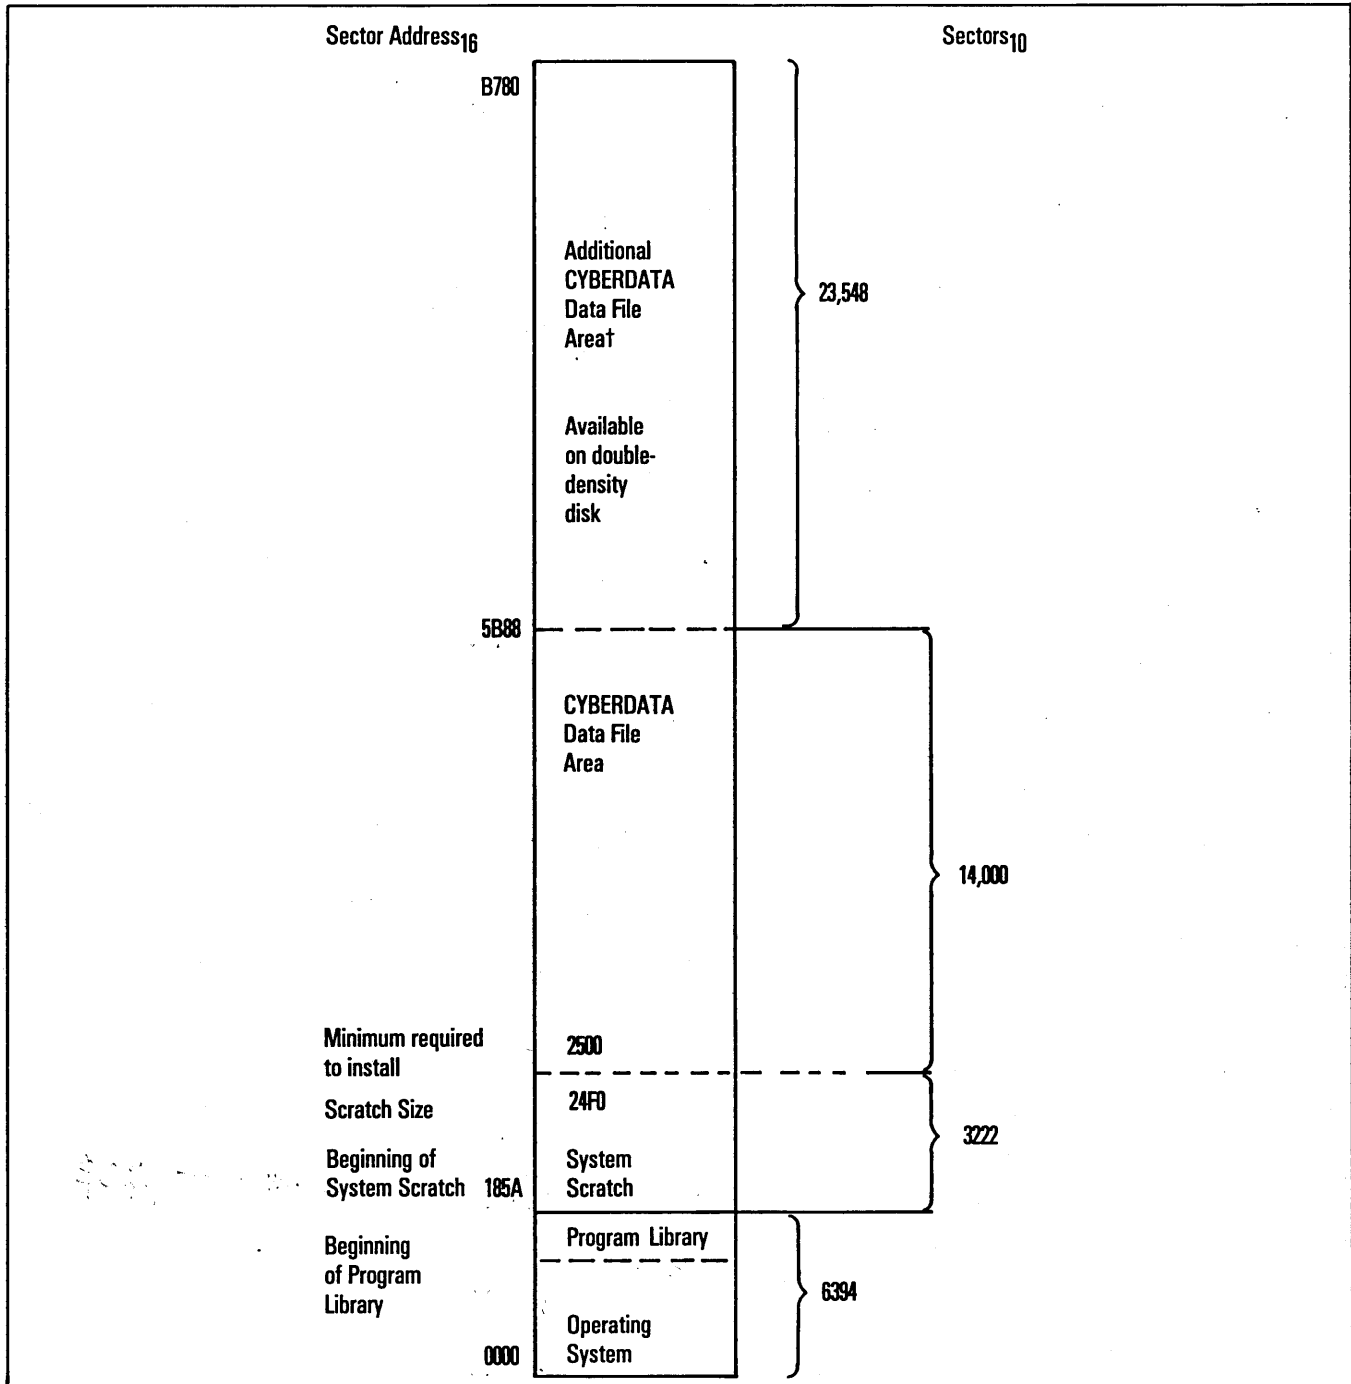 Sector Address16
Sectors10
B780
Additional
CYBERDATA
Data File
Area†
23,548
Available
on double-
density
disk
5B88
CYBERDATA
Data File
Area
14,000
Minimum required
to install
2500
Scratch Size
24F0
3222
Beginning of
System Scratch 185A
System
Scratch
Program Library
Beginning
of Program
Library
6394
Operating
System
0000